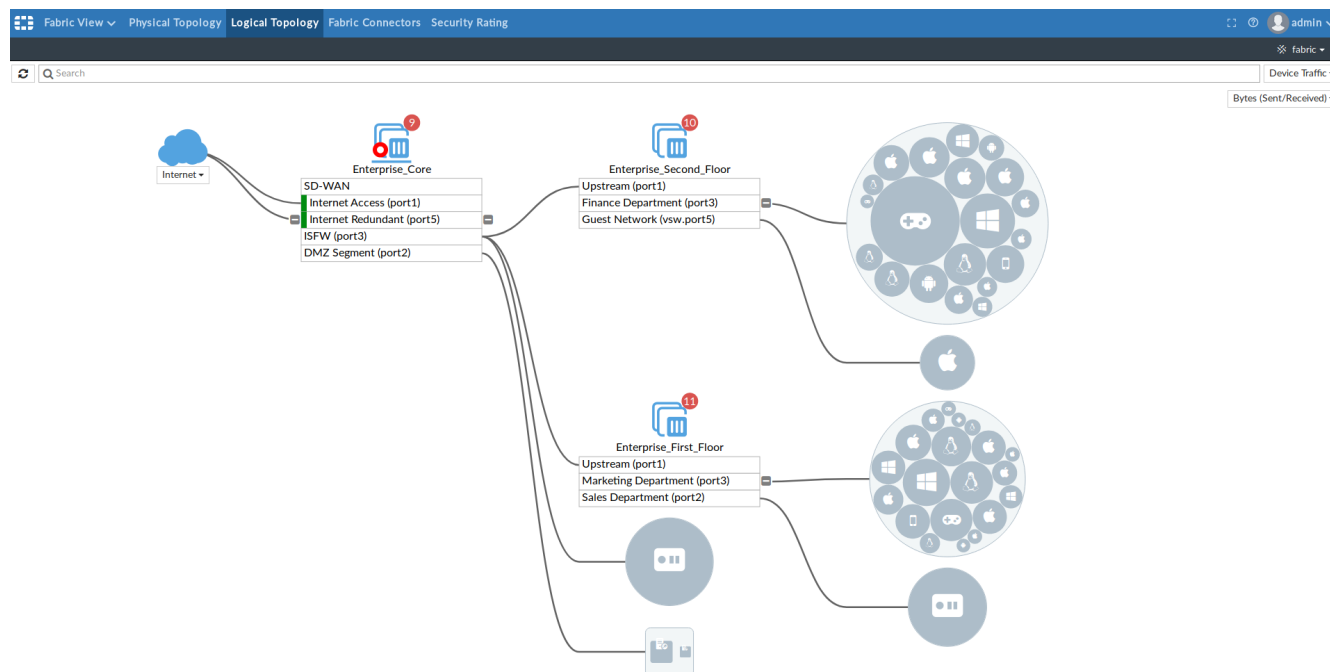 Fabric View Physical Topology Logical Topology Fabric Connectors Security Rating admin
fabric
Search Device Traffic
Bytes (Sent/Received)
9
10
Internet
Enterprise_Core
Enterprise_Second_Floor
SD-WAN
Internet Access (port1)
Internet Redundant (port5)
ISFW (port3)
DMZ Segment (port2)
Upstream (port1)
Finance Department (port3)
Guest Network (vsw.port5)
11
Enterprise_First_Floor
Upstream (port1)
Marketing Department (port3)
Sales Department (port2)